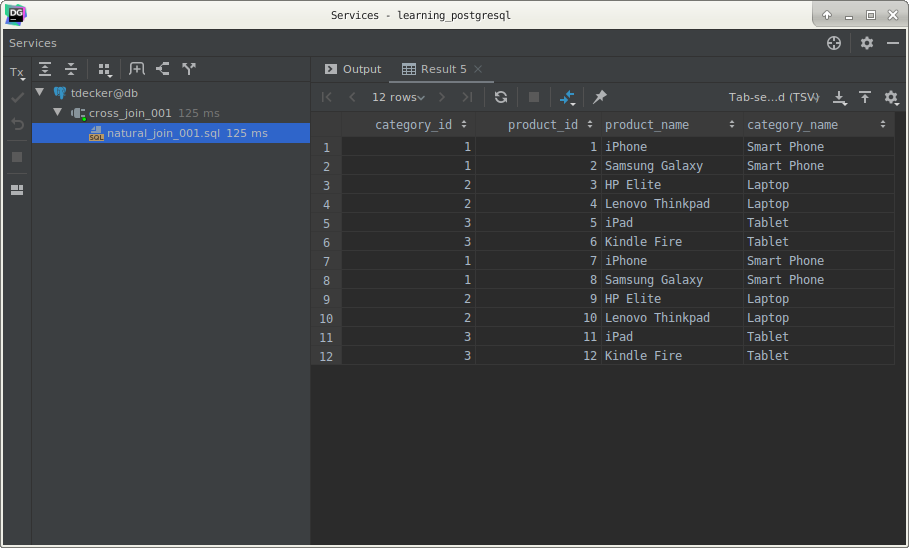 DG
Services - learning_postgresql
Services
Tx
tdecker@db
cross_join_001 125 ms
SQL natural_join_001.sql 125 ms
Output Result 5
12 rows Tab-se...d (TSV)
category_id product_id product_name category_name
1 1 1 iPhone Smart Phone
2 1 2 Samsung Galaxy Smart Phone
3 2 3 HP Elite Laptop
4 2 4 Lenovo Thinkpad Laptop
5 3 5 iPad Tablet
6 3 6 Kindle Fire Tablet
7 1 7 iPhone Smart Phone
8 1 8 Samsung Galaxy Smart Phone
9 2 9 HP Elite Laptop
10 2 10 Lenovo Thinkpad Laptop
11 3 11 iPad Tablet
12 3 12 Kindle Fire Tablet